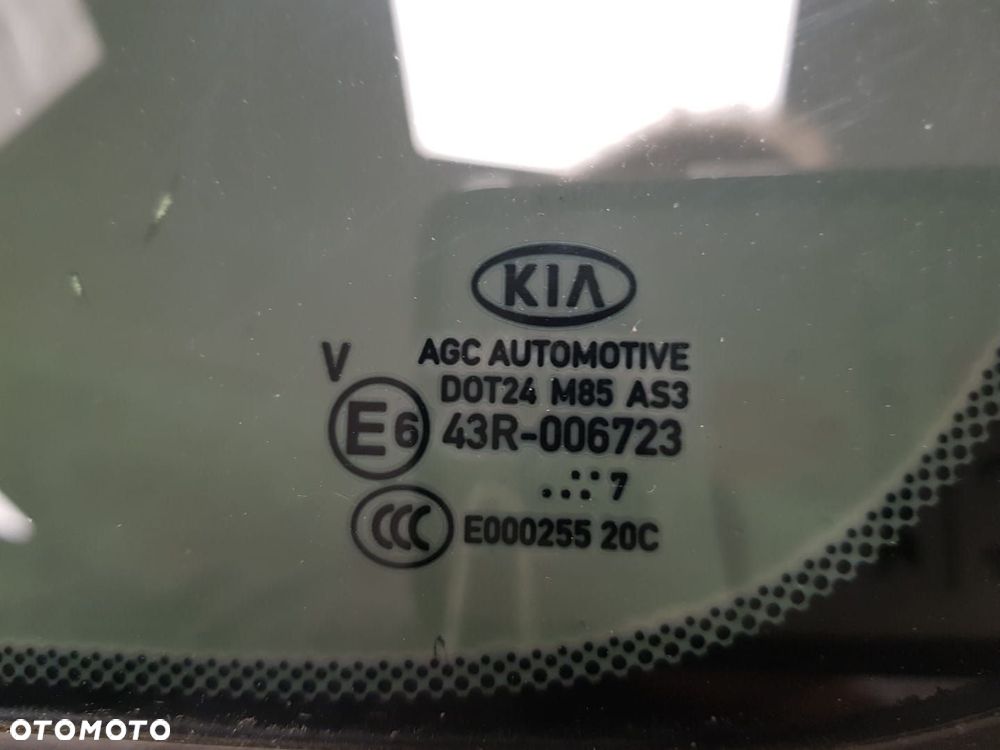 KIA
V AGC AUTOMOTIVE
DOT24 M85 AS3
E6 43R-006723
...:· 7
CCC E000255 20C
OTOMOTO